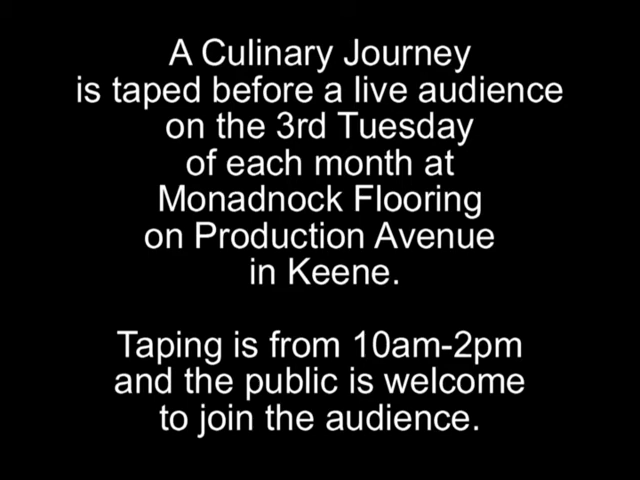 A Culinary Journey
is taped before a live audience
on the 3rd Tuesday
of each month at
Monadnock Flooring
on Production Avenue
in Keene.
Taping is from 10am-2pm
and the public is welcome
to join the audience.